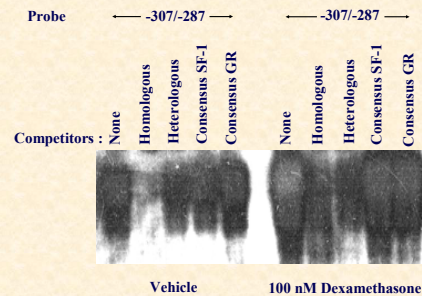 Probe -307/-287 -307/-287
Competitors : None Homologous Heterologous Consensus SF-1 Consensus GR None Homologous Heterologous Consensus SF-1 Consensus GR
Vehicle 100 nM Dexamethasone